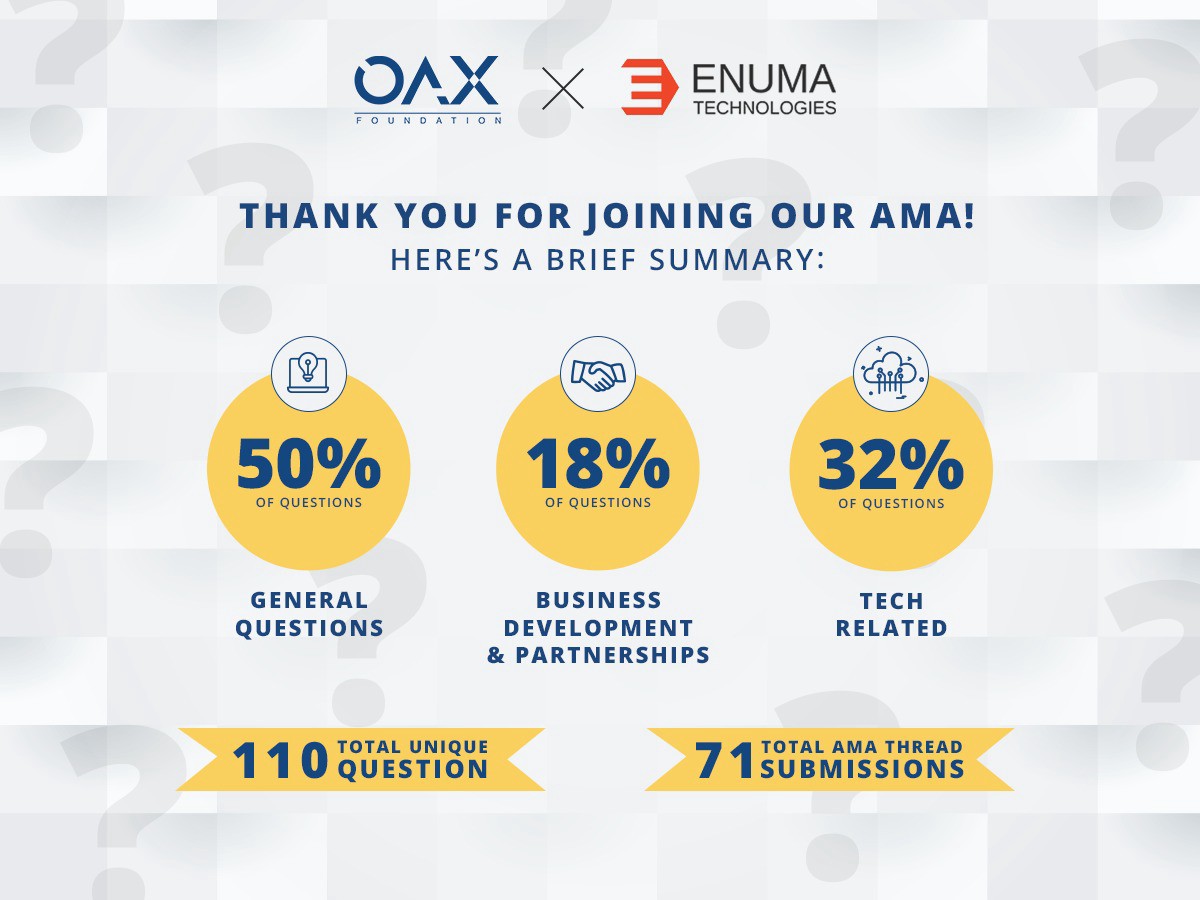 OAX
FOUNDATION
ENUMA
TECHNOLOGIES
THANK YOU FOR JOINING OUR AMA!
HERE'S A BRIEF SUMMARY:
50%
OF QUESTIONS
GENERAL
QUESTIONS
18%
OF QUESTIONS
BUSINESS
DEVELOPMENT
& PARTNERSHIPS
32%
OF QUESTIONS
TECH
RELATED
110 TOTAL UNIQUE
QUESTION
71 TOTAL AMA THREAD
SUBMISSIONS